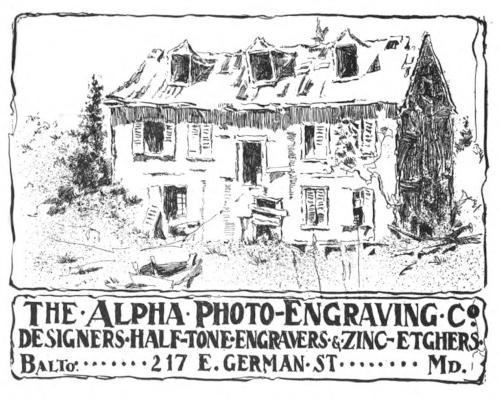 THE · ALPHA · PHOTO-ENGRAVING · Co.
DESIGNERS · HALF-TONE · ENGRAVERS · & · ZINC-ETCHERS ·
BALTO. · · · · · · · · 217 E. GERMAN · ST · · · · · · · · · MD.